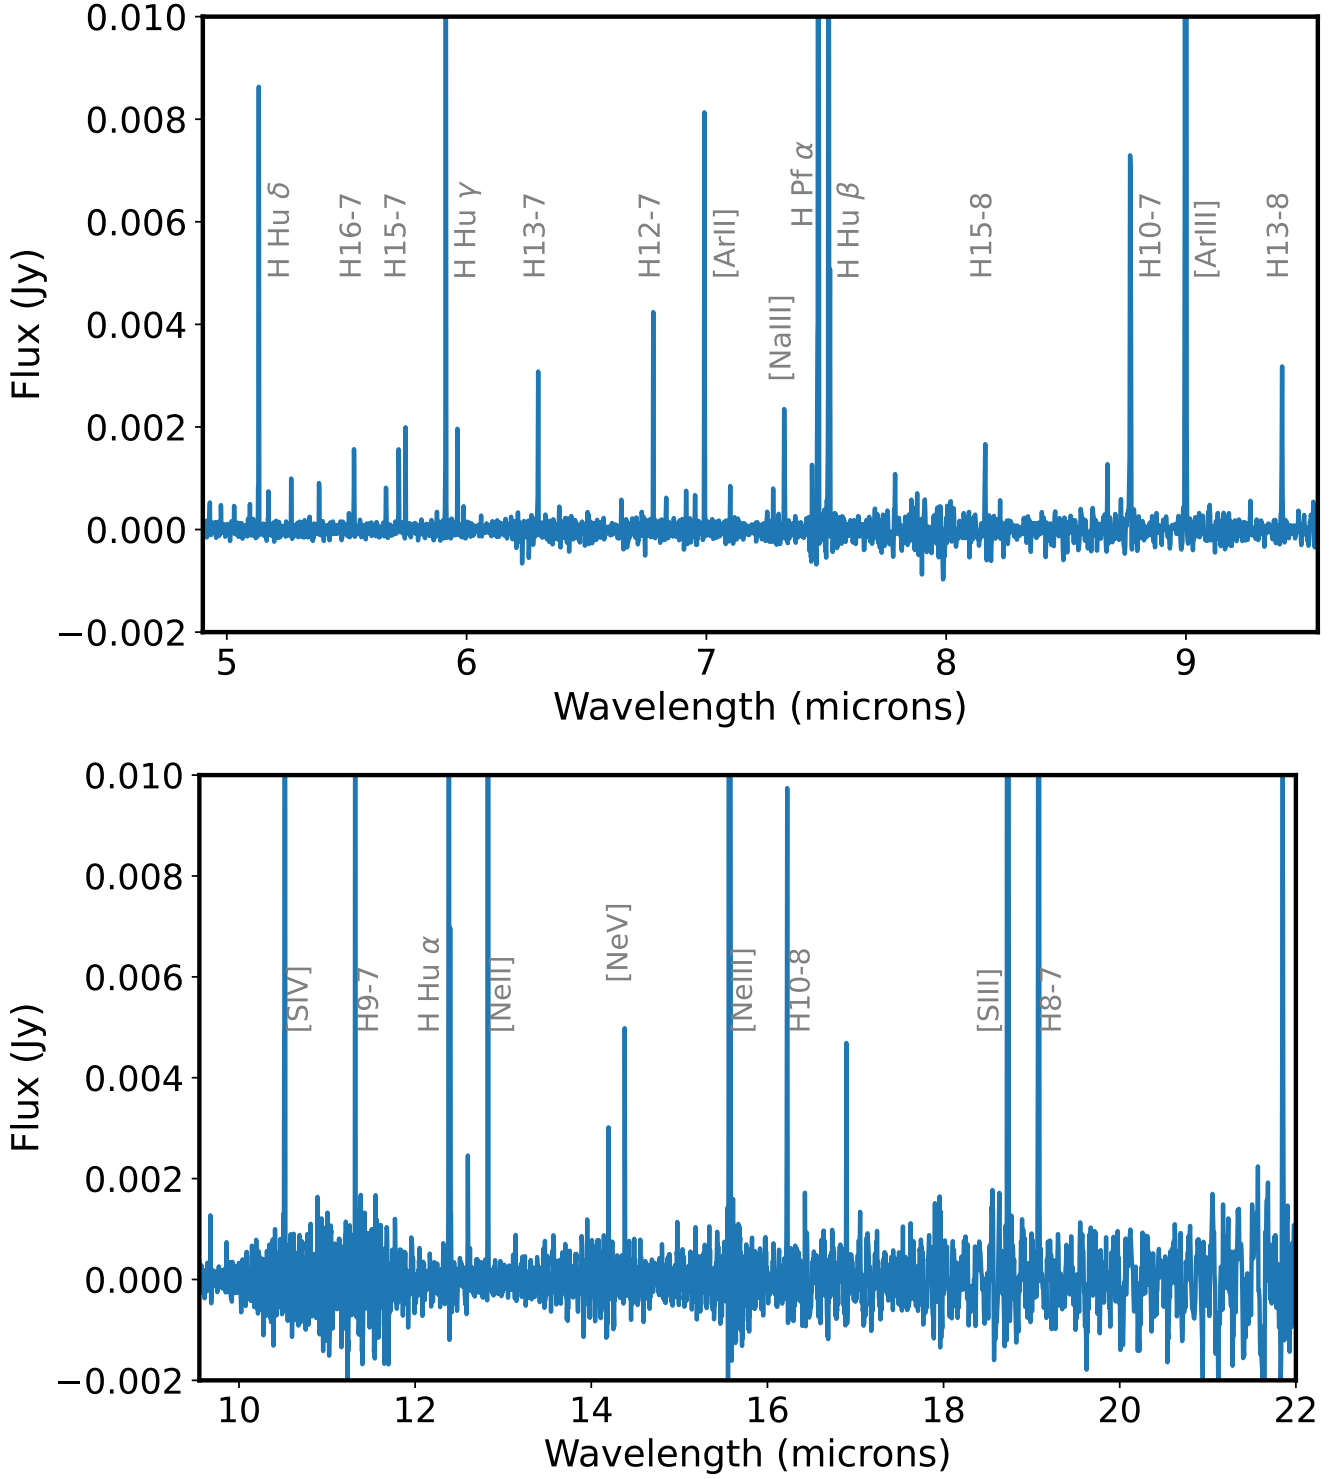 0.010
0.008
0.006
0.004
0.002
0.000
−0.002
Flux (Jy)
H Hu δ
H16-7
H15-7
H Hu γ
H13-7
H12-7
[ArII]
[NaIII]
H Pf α
H Hu β
H15-8
H10-7
[ArIII]
H13-8
5 6 7 8 9
Wavelength (microns)
0.010
0.008
0.006
0.004
0.002
0.000
−0.002
Flux (Jy)
[SIV]
H9-7
H Hu α
[NeII]
[NeV]
[NeIII]
H10-8
[SIII]
H8-7
10 12 14 16 18 20 22
Wavelength (microns)